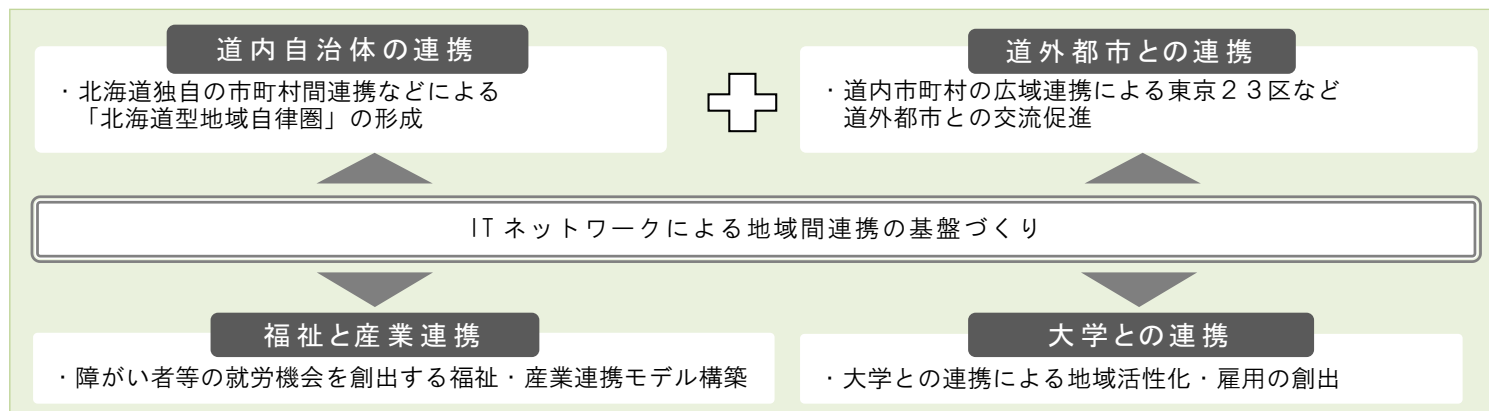 道内自治体の連携
・北海道独自の市町村間連携などによる
「北海道型地域自律圏」の形成
道外都市との連携
・道内市町村の広域連携による東京２３区など
道外都市との交流促進
ITネットワークによる地域間連携の基盤づくり
福祉と産業連携
・障がい者等の就労機会を創出する福祉・産業連携モデル構築
大学との連携
・大学との連携による地域活性化・雇用の創出